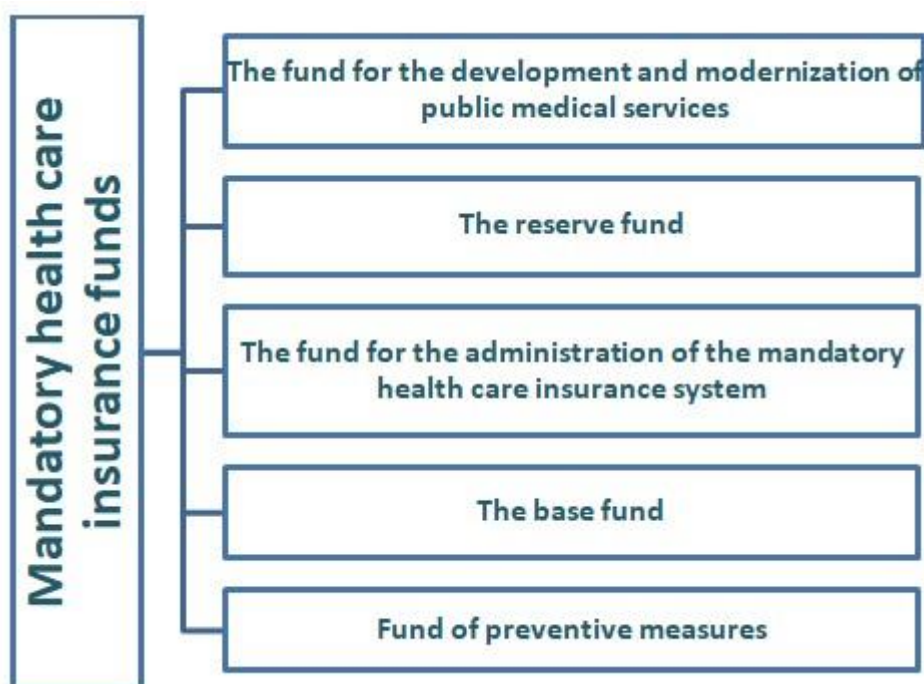 Mandatory health care
insurance funds
The fund for the development and modernization of
public medical services
The reserve fund
The fund for the administration of the mandatory
health care insurance system
The base fund
Fund of preventive measures